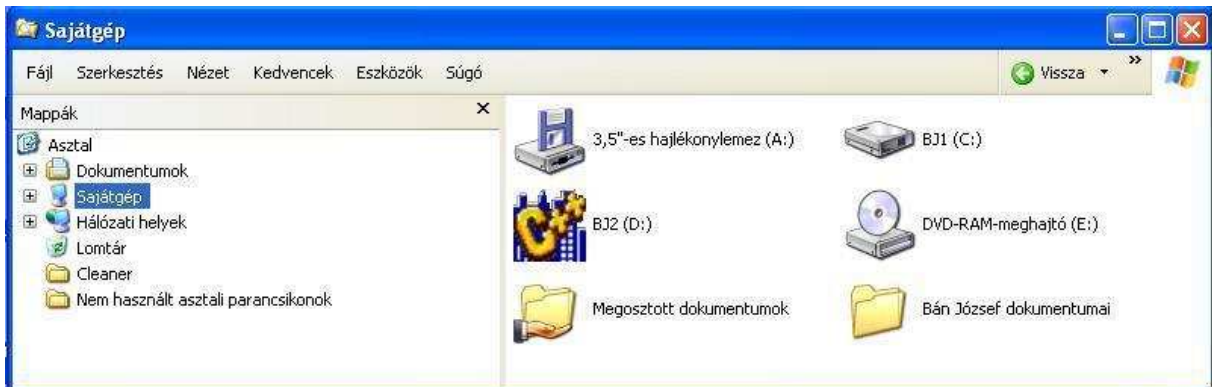 Sajátgép
Fájl Szerkesztés Nézet Kedvencek Eszközök Súgó Vissza »
Mappák ×
Asztal
Dokumentumok
Sajátgép
Hálózati helyek
Lomtár
Cleaner
Nem használt asztali parancsikonok
3,5"-es hajlékonylemez (A:) BJ1 (C:)
C++ BJ2 (D:) DVD-RAM-meghajtó (E:)
Megosztott dokumentumok Bán József dokumentumai